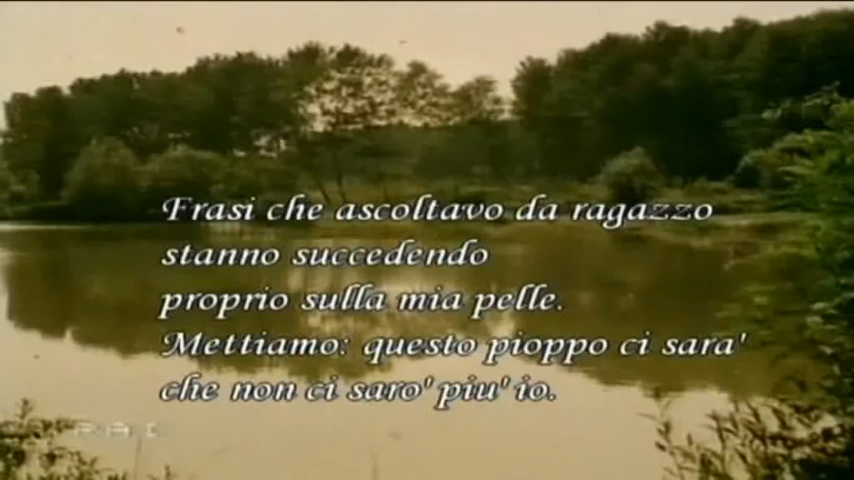 Frasi che ascoltavo da ragazzo
stanno succedendo
proprio sulla mia pelle.
Mettiamo: questo pioppo ci sara'
che non ci saro' piu' io.
RAI